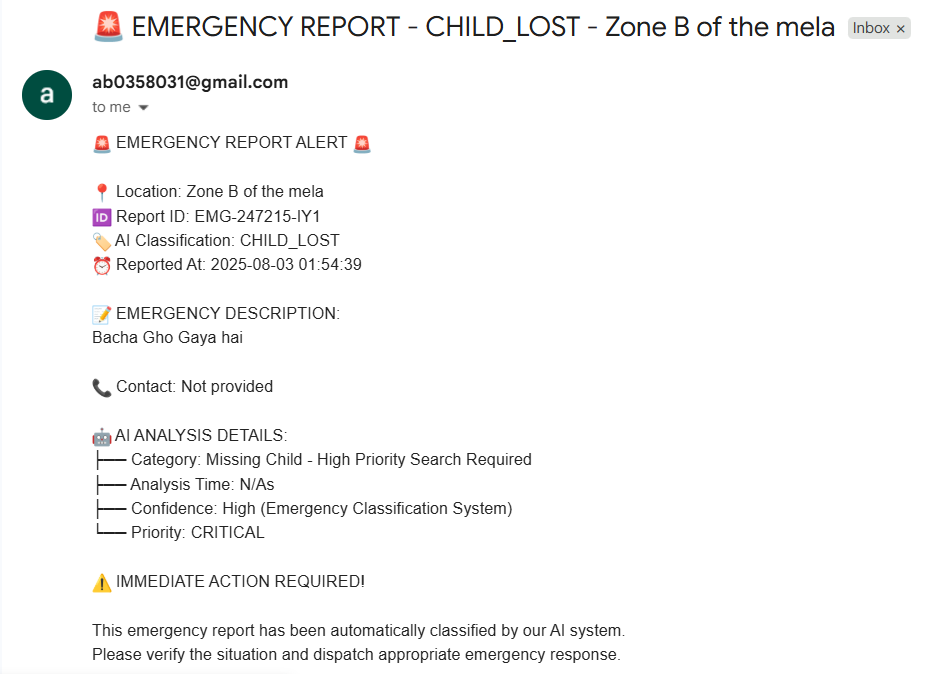 🚨 EMERGENCY REPORT - CHILD_LOST - Zone B of the mela Inbox ×
a
ab0358031@gmail.com
to me
🚨 EMERGENCY REPORT ALERT 🚨
📍 Location: Zone B of the mela
🆔 Report ID: EMG-247215-IY1
🏷️ AI Classification: CHILD_LOST
⏰ Reported At: 2025-08-03 01:54:39
📝 EMERGENCY DESCRIPTION:
Bacha Gho Gaya hai
📞 Contact: Not provided
🤖 AI ANALYSIS DETAILS:
├── Category: Missing Child - High Priority Search Required
├── Analysis Time: N/As
├── Confidence: High (Emergency Classification System)
└── Priority: CRITICAL
⚠️ IMMEDIATE ACTION REQUIRED!
This emergency report has been automatically classified by our AI system.
Please verify the situation and dispatch appropriate emergency response.